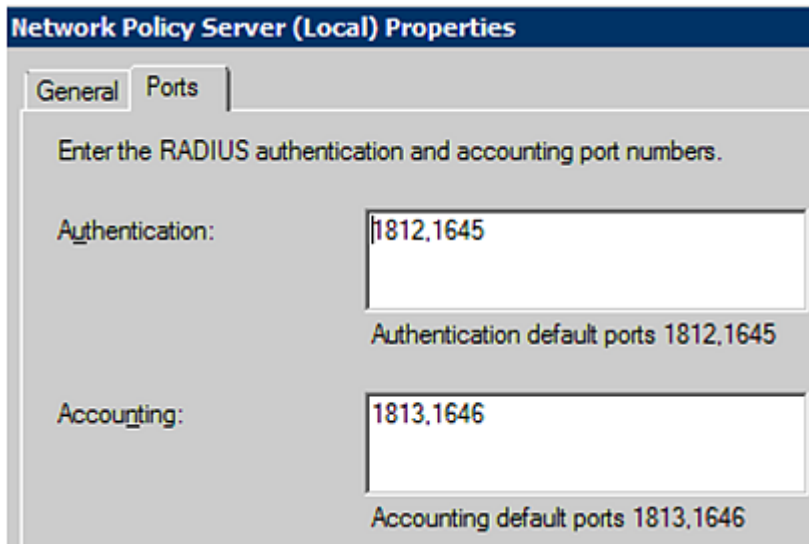 Network Policy Server (Local) Properties
General Ports
Enter the RADIUS authentication and accounting port numbers.
Authentication: 1812,1645
Authentication default ports 1812,1645
Accounting: 1813,1646
Accounting default ports 1813,1646